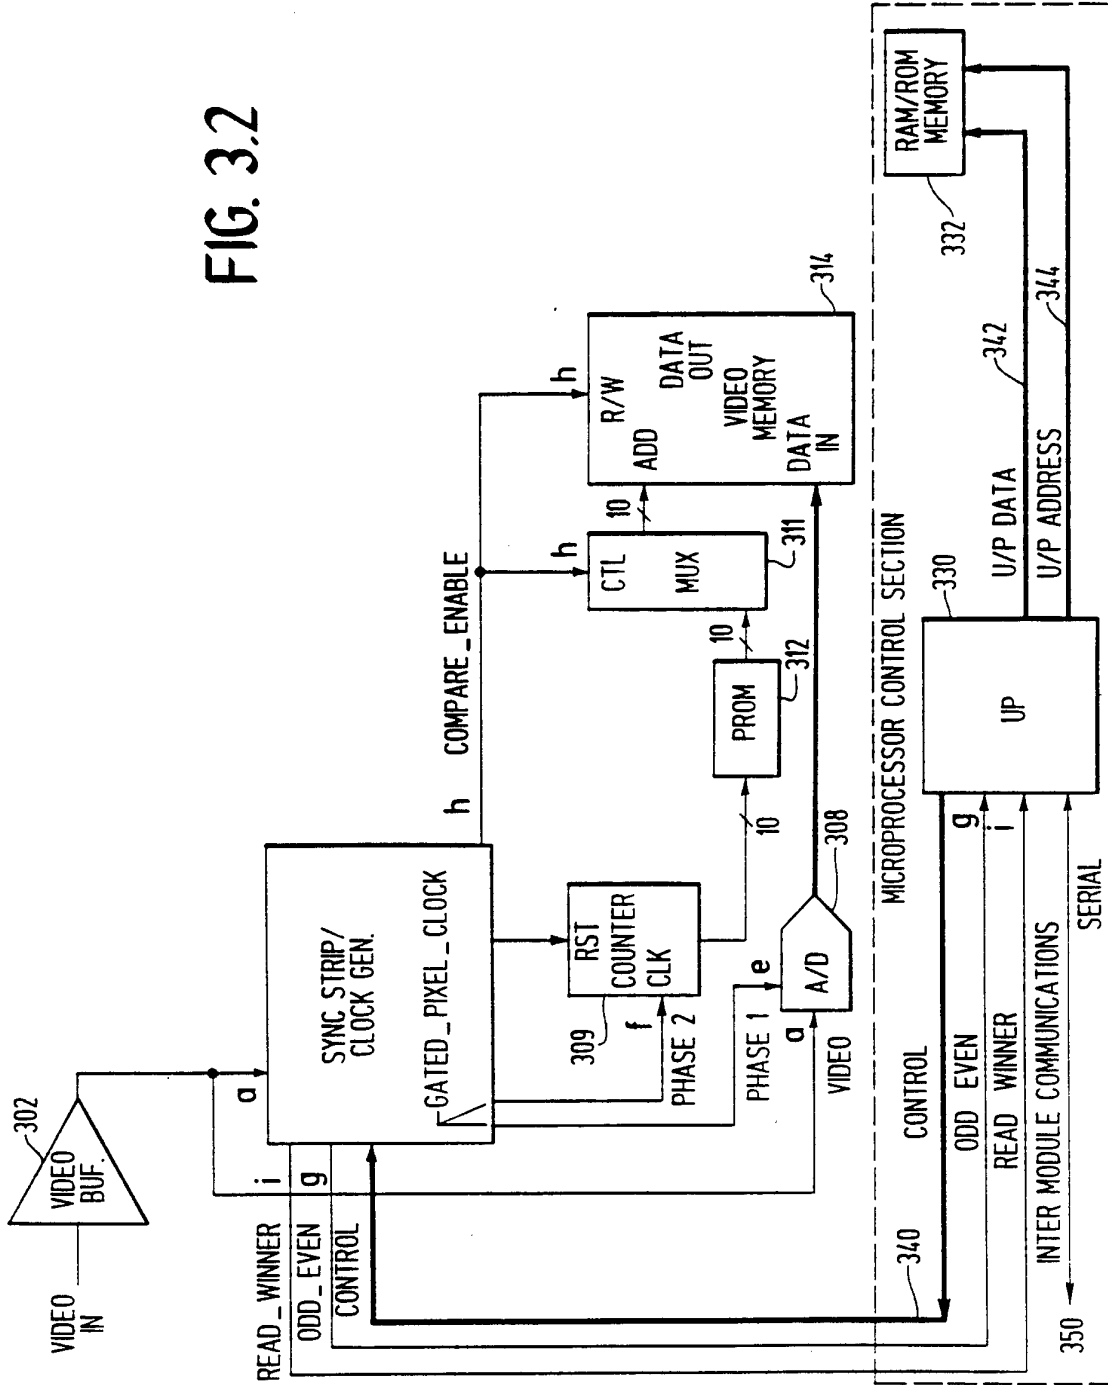 FIG. 3.2
VIDEO
IN
VIDEO
BUF.
302
a
SYNC STRIP/
CLOCK GEN.
GATED_PIXEL_CLOCK
i
g
READ_WINNER
ODD_EVEN
CONTROL
h
COMPARE_ENABLE
h
h
RST
COUNTER
CLK
309
f
PHASE 2
PHASE 1
e
a
VIDEO
A/D
308
10
PROM
312
10
CTL
MUX
311
10
R/W
ADD
DATA
OUT
VIDEO
MEMORY
DATA
IN
314
MICROPROCESSOR CONTROL SECTION
340
CONTROL
ODD EVEN
READ WINNER
INTER MODULE COMMUNICATIONS
SERIAL
350
g
i
UP
330
U/P DATA
U/P ADDRESS
342
344
RAM/ROM
MEMORY
332